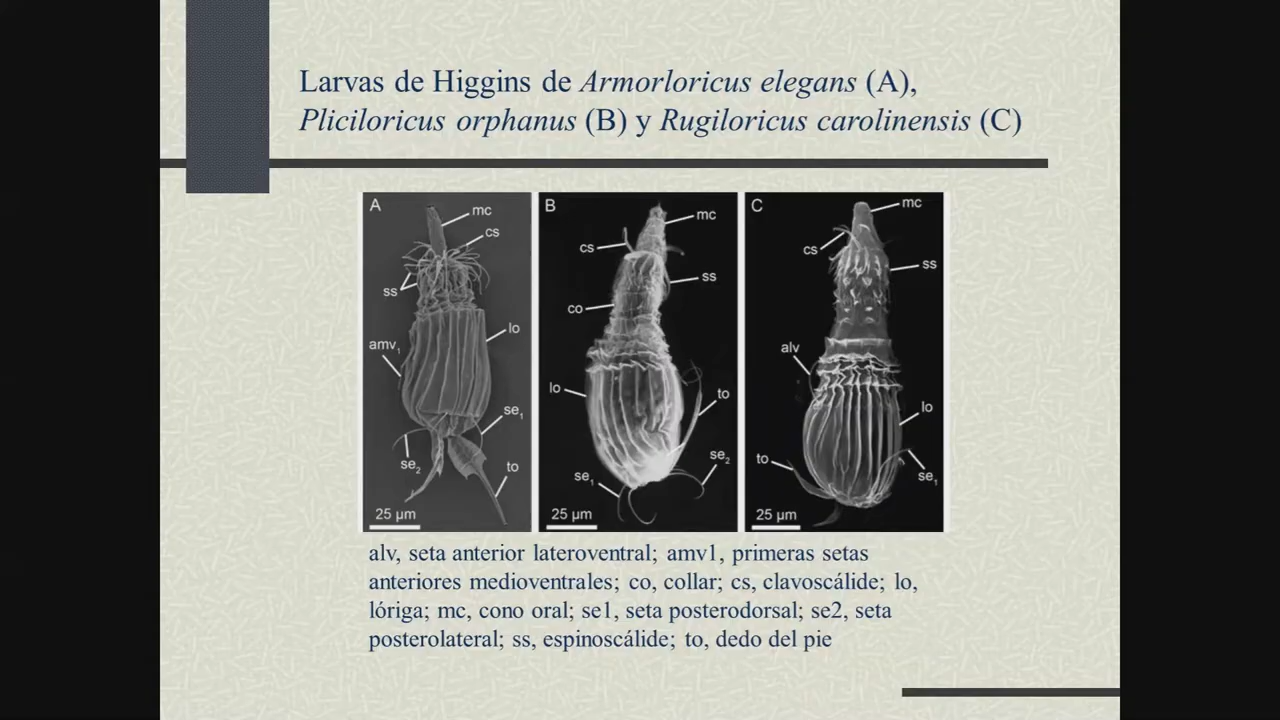 Larvas de Higgins de Armorloricus elegans (A),
Pliciloricus orphanus (B) y Rugiloricus carolinensis (C)
A
mc
cs
ss
lo
amv1
se1
se2
to
25 µm
B
mc
cs
ss
co
lo
to
se2
se1
25 µm
C
mc
cs
ss
alv
lo
to
se1
25 µm
alv, seta anterior lateroventral; amv1, primeras setas
anteriores medioventrales; co, collar; cs, clavoscálide; lo,
lóriga; mc, cono oral; se1, seta posterodorsal; se2, seta
posterolateral; ss, espinoscálide; to, dedo del pie